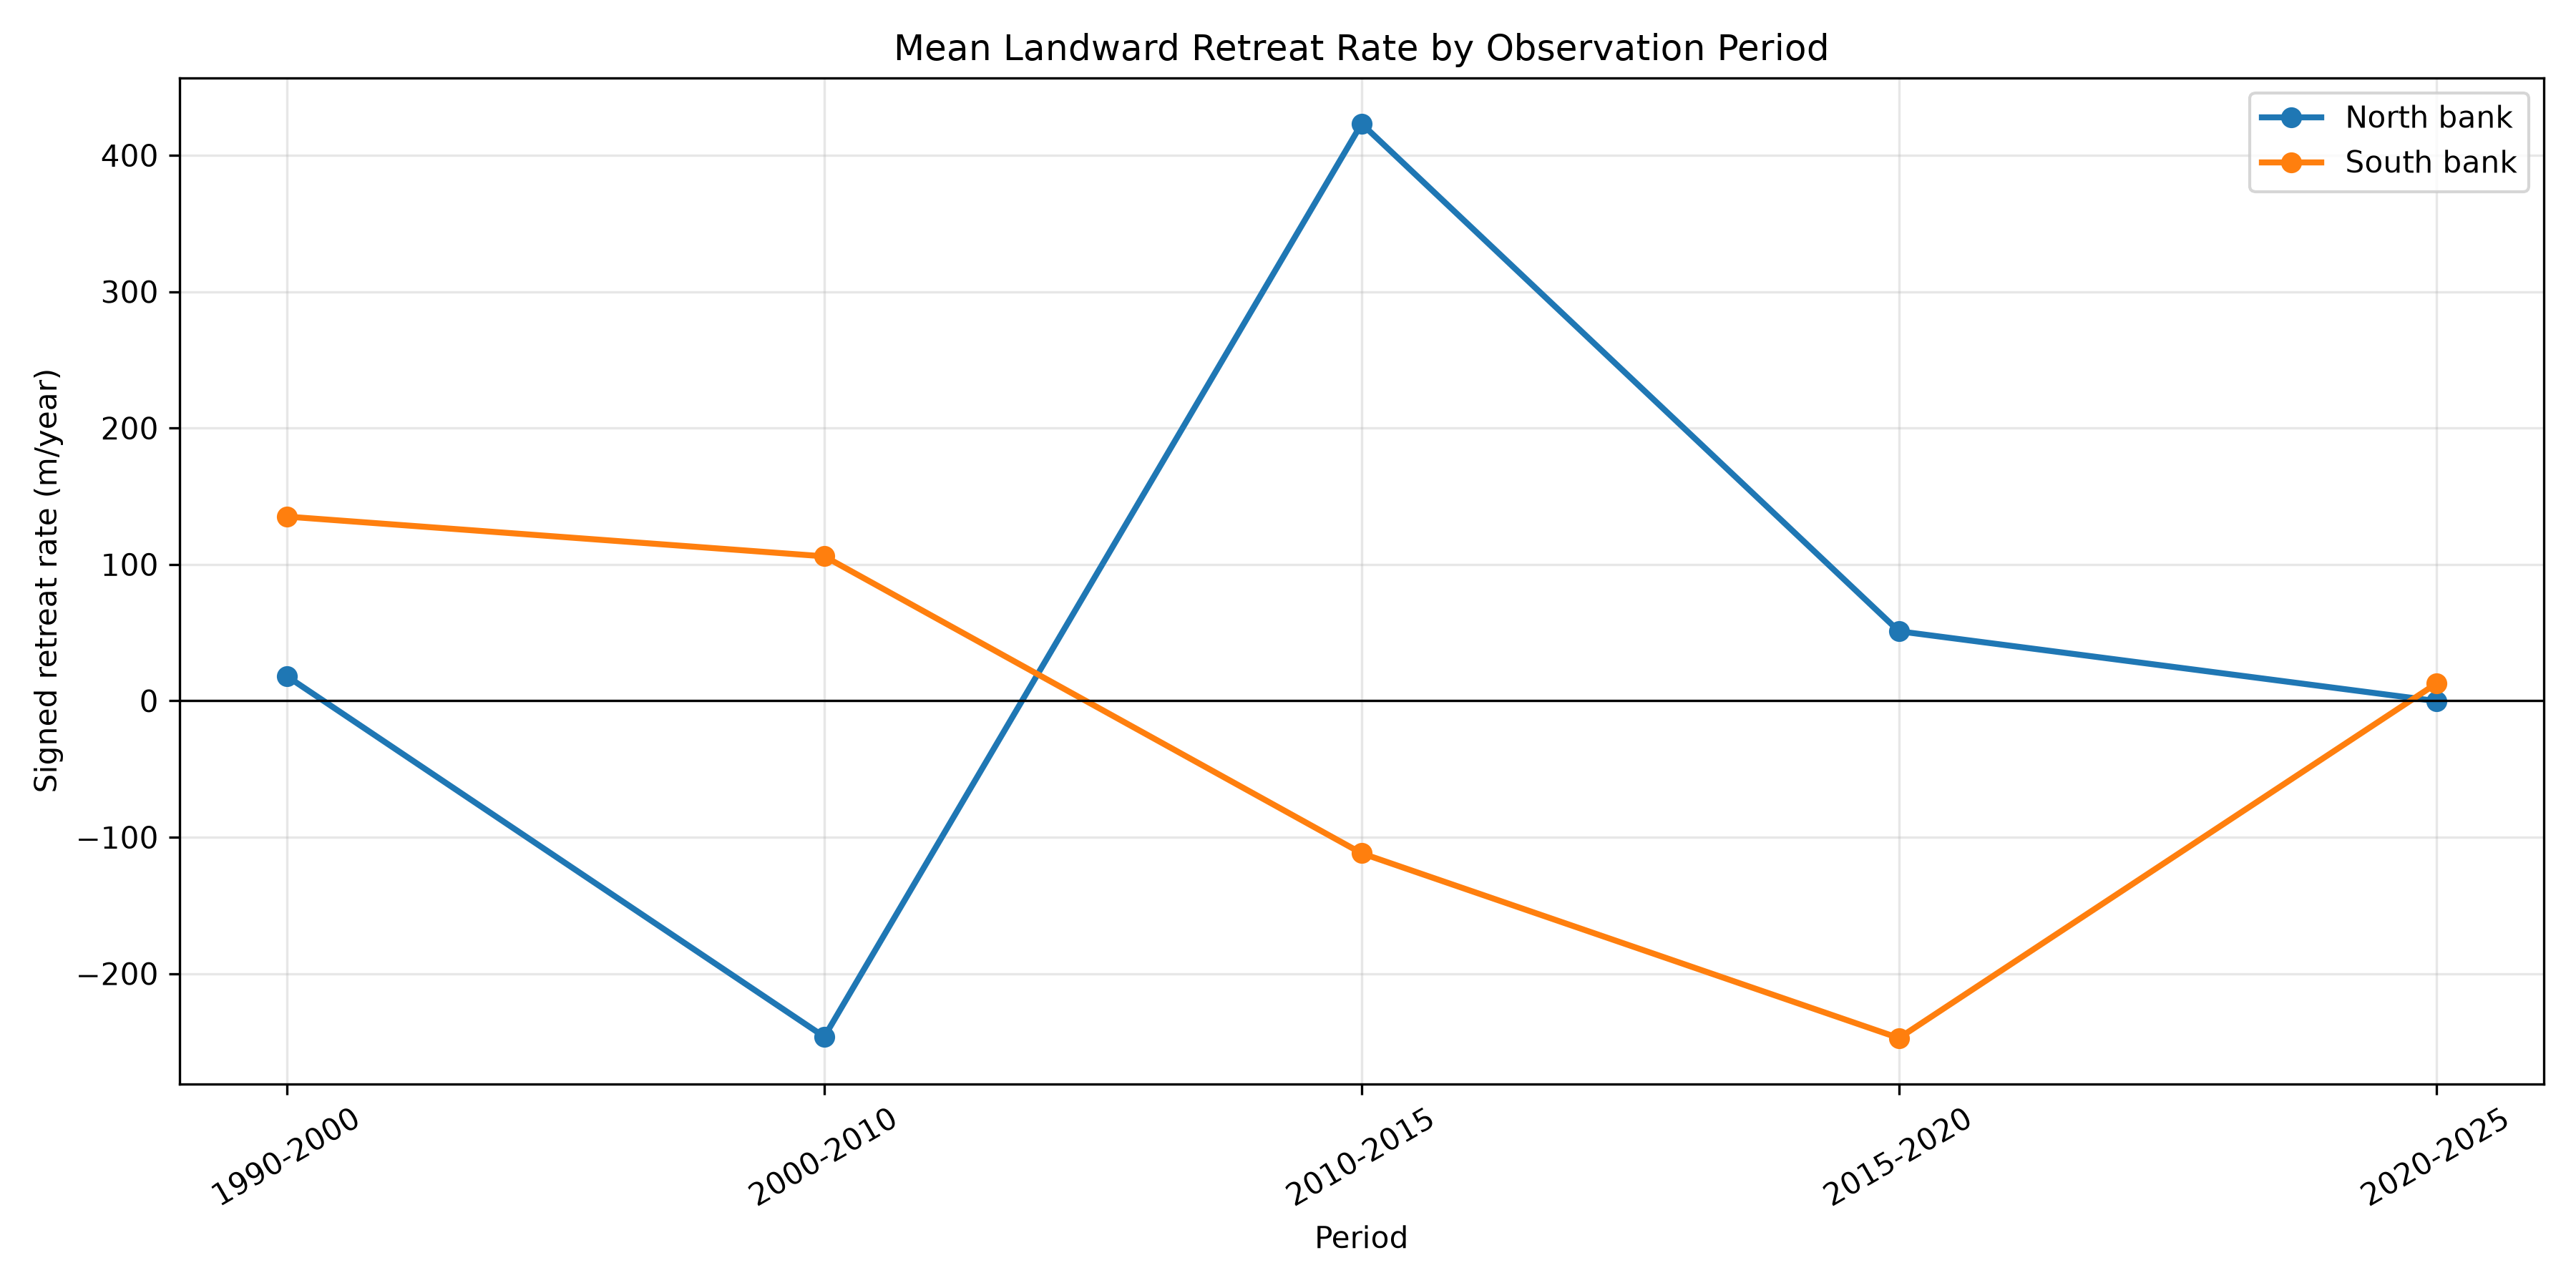 Mean Landward Retreat Rate by Observation Period
North bank
South bank
Signed retreat rate (m/year)
400
300
200
100
0
−100
−200
1990-2000
2000-2010
2010-2015
2015-2020
2020-2025
Period